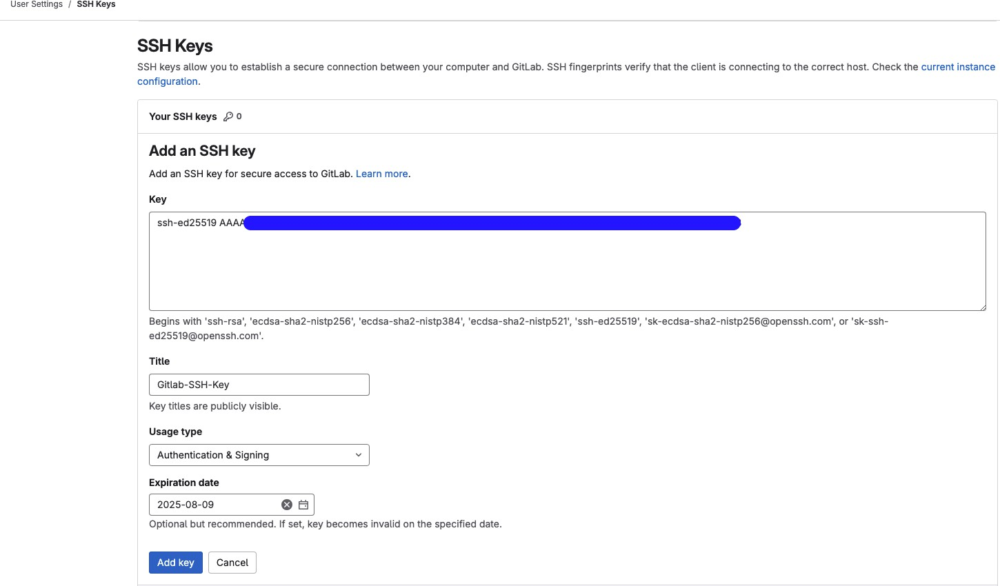 User Settings / SSH Keys
SSH Keys
SSH keys allow you to establish a secure connection between your computer and GitLab. SSH fingerprints verify that the client is connecting to the correct host. Check the current instance
configuration.
Your SSH keys 0
Add an SSH key
Add an SSH key for secure access to GitLab. Learn more.
Key
ssh-ed25519 AAAA
Begins with 'ssh-rsa', 'ecdsa-sha2-nistp256', 'ecdsa-sha2-nistp384', 'ecdsa-sha2-nistp521', 'ssh-ed25519', 'sk-ecdsa-sha2-nistp256@openssh.com', or 'sk-ssh-
ed25519@openssh.com'.
Title
Gitlab-SSH-Key
Key titles are publicly visible.
Usage type
Authentication & Signing
Expiration date
2025-08-09
Optional but recommended. If set, key becomes invalid on the specified date.
Add key Cancel